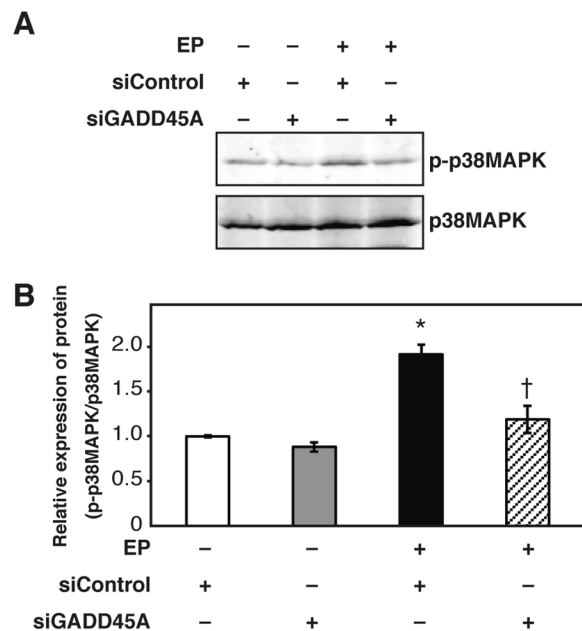 A
EP – – + +
siControl + – + –
siGADD45A – + – +
p-p38MAPK
p38MAPK
B
Relative expression of protein
(p-p38MAPK/p38MAPK)
2.0
1.5
1.0
0.5
0
*
†
EP – – + +
siControl + – + –
siGADD45A – + – +